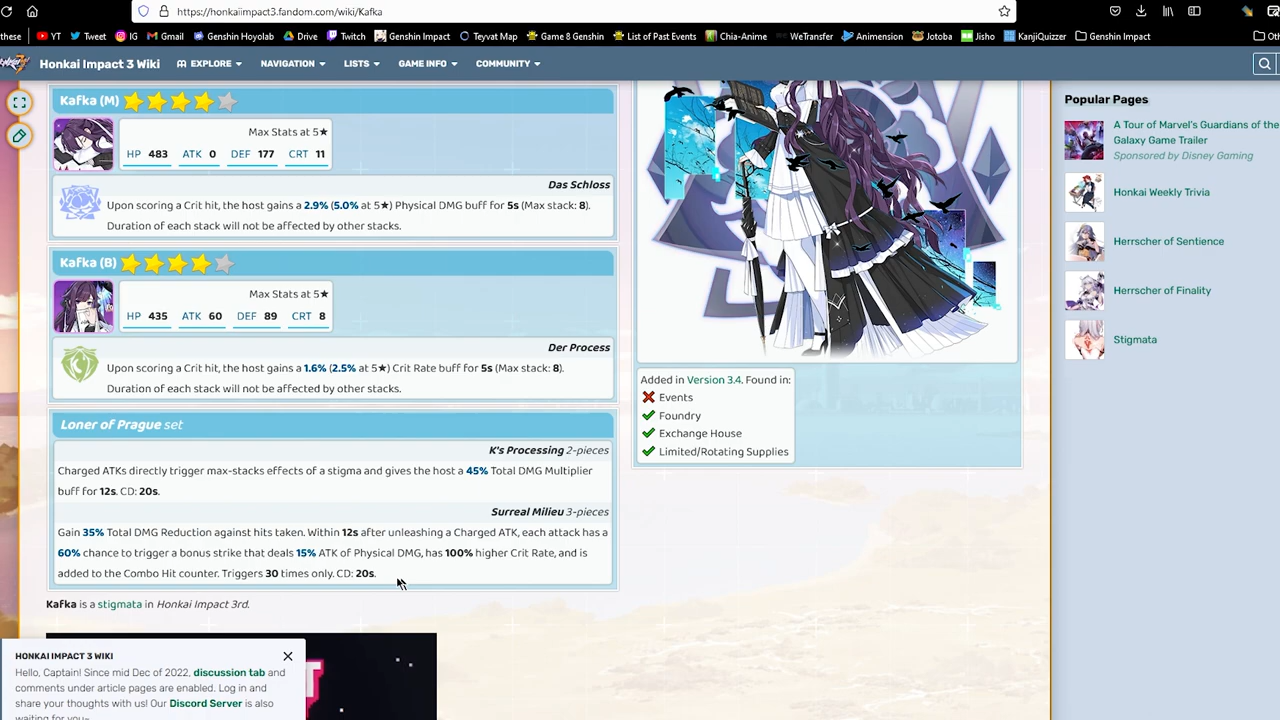 https://honkaiimpact3.fandom.com/wiki/Kafka
these YT Tweet IG Gmail Genshin Hoyolab Drive Twitch Genshin Impact Teyvat Map Game 8 Genshin List of Past Events Chia-Anime WeTransfer Animension Jotoba Jisho KanjiQuizzer Genshin Impact Oth
Honkai Impact 3 Wiki EXPLORE NAVIGATION LISTS GAME INFO COMMUNITY
Kafka (M)
Max Stats at 5★
HP 483 ATK 0 DEF 177 CRT 11
Das Schloss
Upon scoring a Crit hit, the host gains a 2.9% (5.0% at 5★) Physical DMG buff for 5s (Max stack: 8).
Duration of each stack will not be affected by other stacks.
Kafka (B)
Max Stats at 5★
HP 435 ATK 60 DEF 89 CRT 8
Der Process
Upon scoring a Crit hit, the host gains a 1.6% (2.5% at 5★) Crit Rate buff for 5s (Max stack: 8).
Duration of each stack will not be affected by other stacks.
Loner of Prague set
K's Processing 2-pieces
Charged ATKs directly trigger max-stacks effects of a stigma and gives the host a 45% Total DMG Multiplier
buff for 12s. CD: 20s.
Surreal Milieu 3-pieces
Gain 35% Total DMG Reduction against hits taken. Within 12s after unleashing a Charged ATK, each attack has a
60% chance to trigger a bonus strike that deals 15% ATK of Physical DMG, has 100% higher Crit Rate, and is
added to the Combo Hit counter. Triggers 30 times only. CD: 20s.
Kafka is a stigmata in Honkai Impact 3rd.
Added in Version 3.4. Found in:
Events
Foundry
Exchange House
Limited/Rotating Supplies
Popular Pages
A Tour of Marvel's Guardians of the
Galaxy Game Trailer
Sponsored by Disney Gaming
Honkai Weekly Trivia
Herrscher of Sentience
Herrscher of Finality
Stigmata
HONKAI IMPACT 3 WIKI
Hello, Captain! Since mid Dec of 2022, discussion tab and
comments under article pages are enabled. Log in and
share your thoughts with us! Our Discord Server is also
waiting for you~